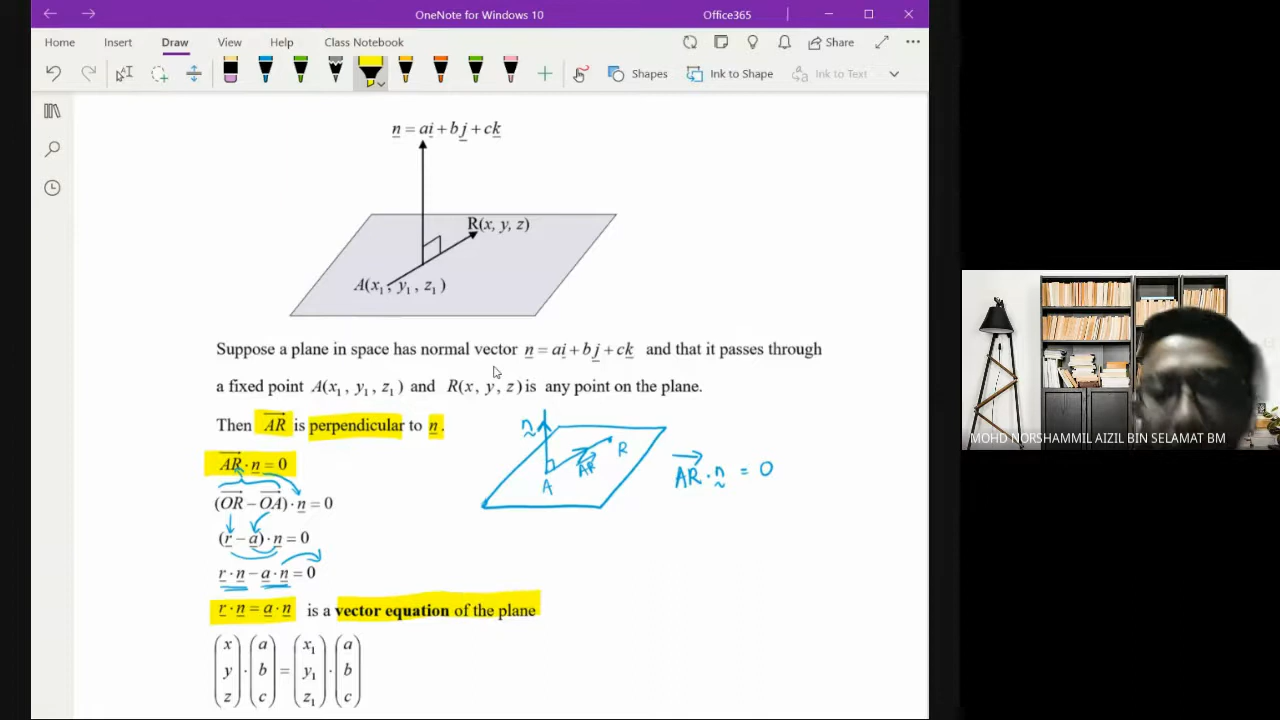 OneNote for Windows 10
Office365
Home Insert Draw View Help Class Notebook
Share
Shapes Ink to Shape Ink to Text
n = ai + bj + ck
R(x, y, z)
A(x₁, y₁, z₁)
Suppose a plane in space has normal vector n = ai + bj + ck and that it passes through
a fixed point A(x₁, y₁, z₁) and R(x, y, z) is any point on the plane.
Then AR is perpendicular to n.
AR · n = 0
(OR − OA) · n = 0
(r − a) · n = 0
r · n − a · n = 0
r · n = a · n is a vector equation of the plane
(x y z) · (a b c) = (x₁ y₁ z₁) · (a b c)
n
R
AR
A
AR · n = 0
MOHD NORSHAMMIL AIZIL BIN SELAMAT BM